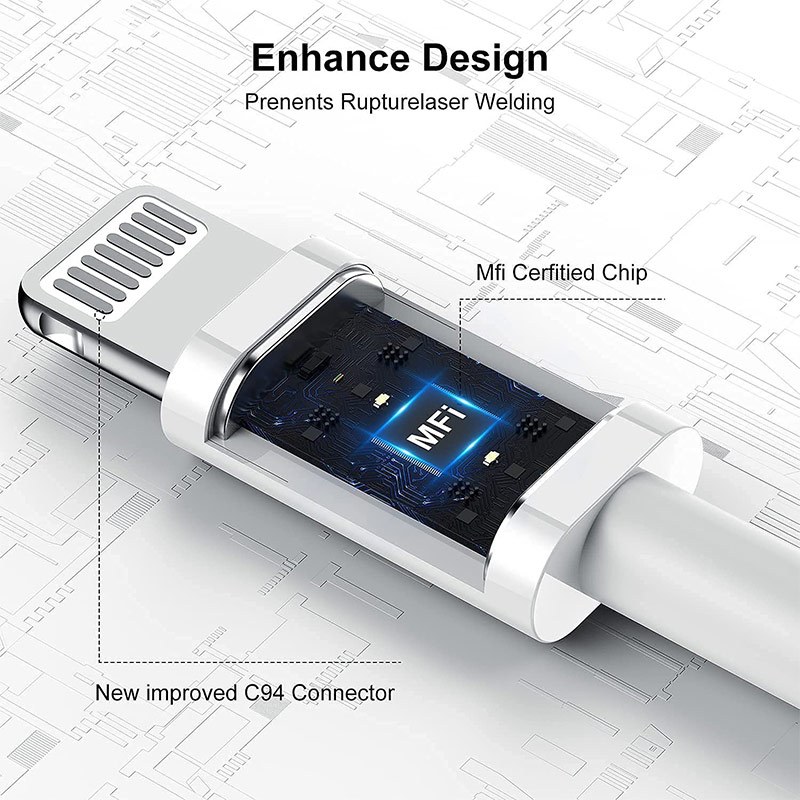 Enhance Design
Prenents Rupturelaser Welding
Mfi Cerfitied Chip
MFi
New improved C94 Connector